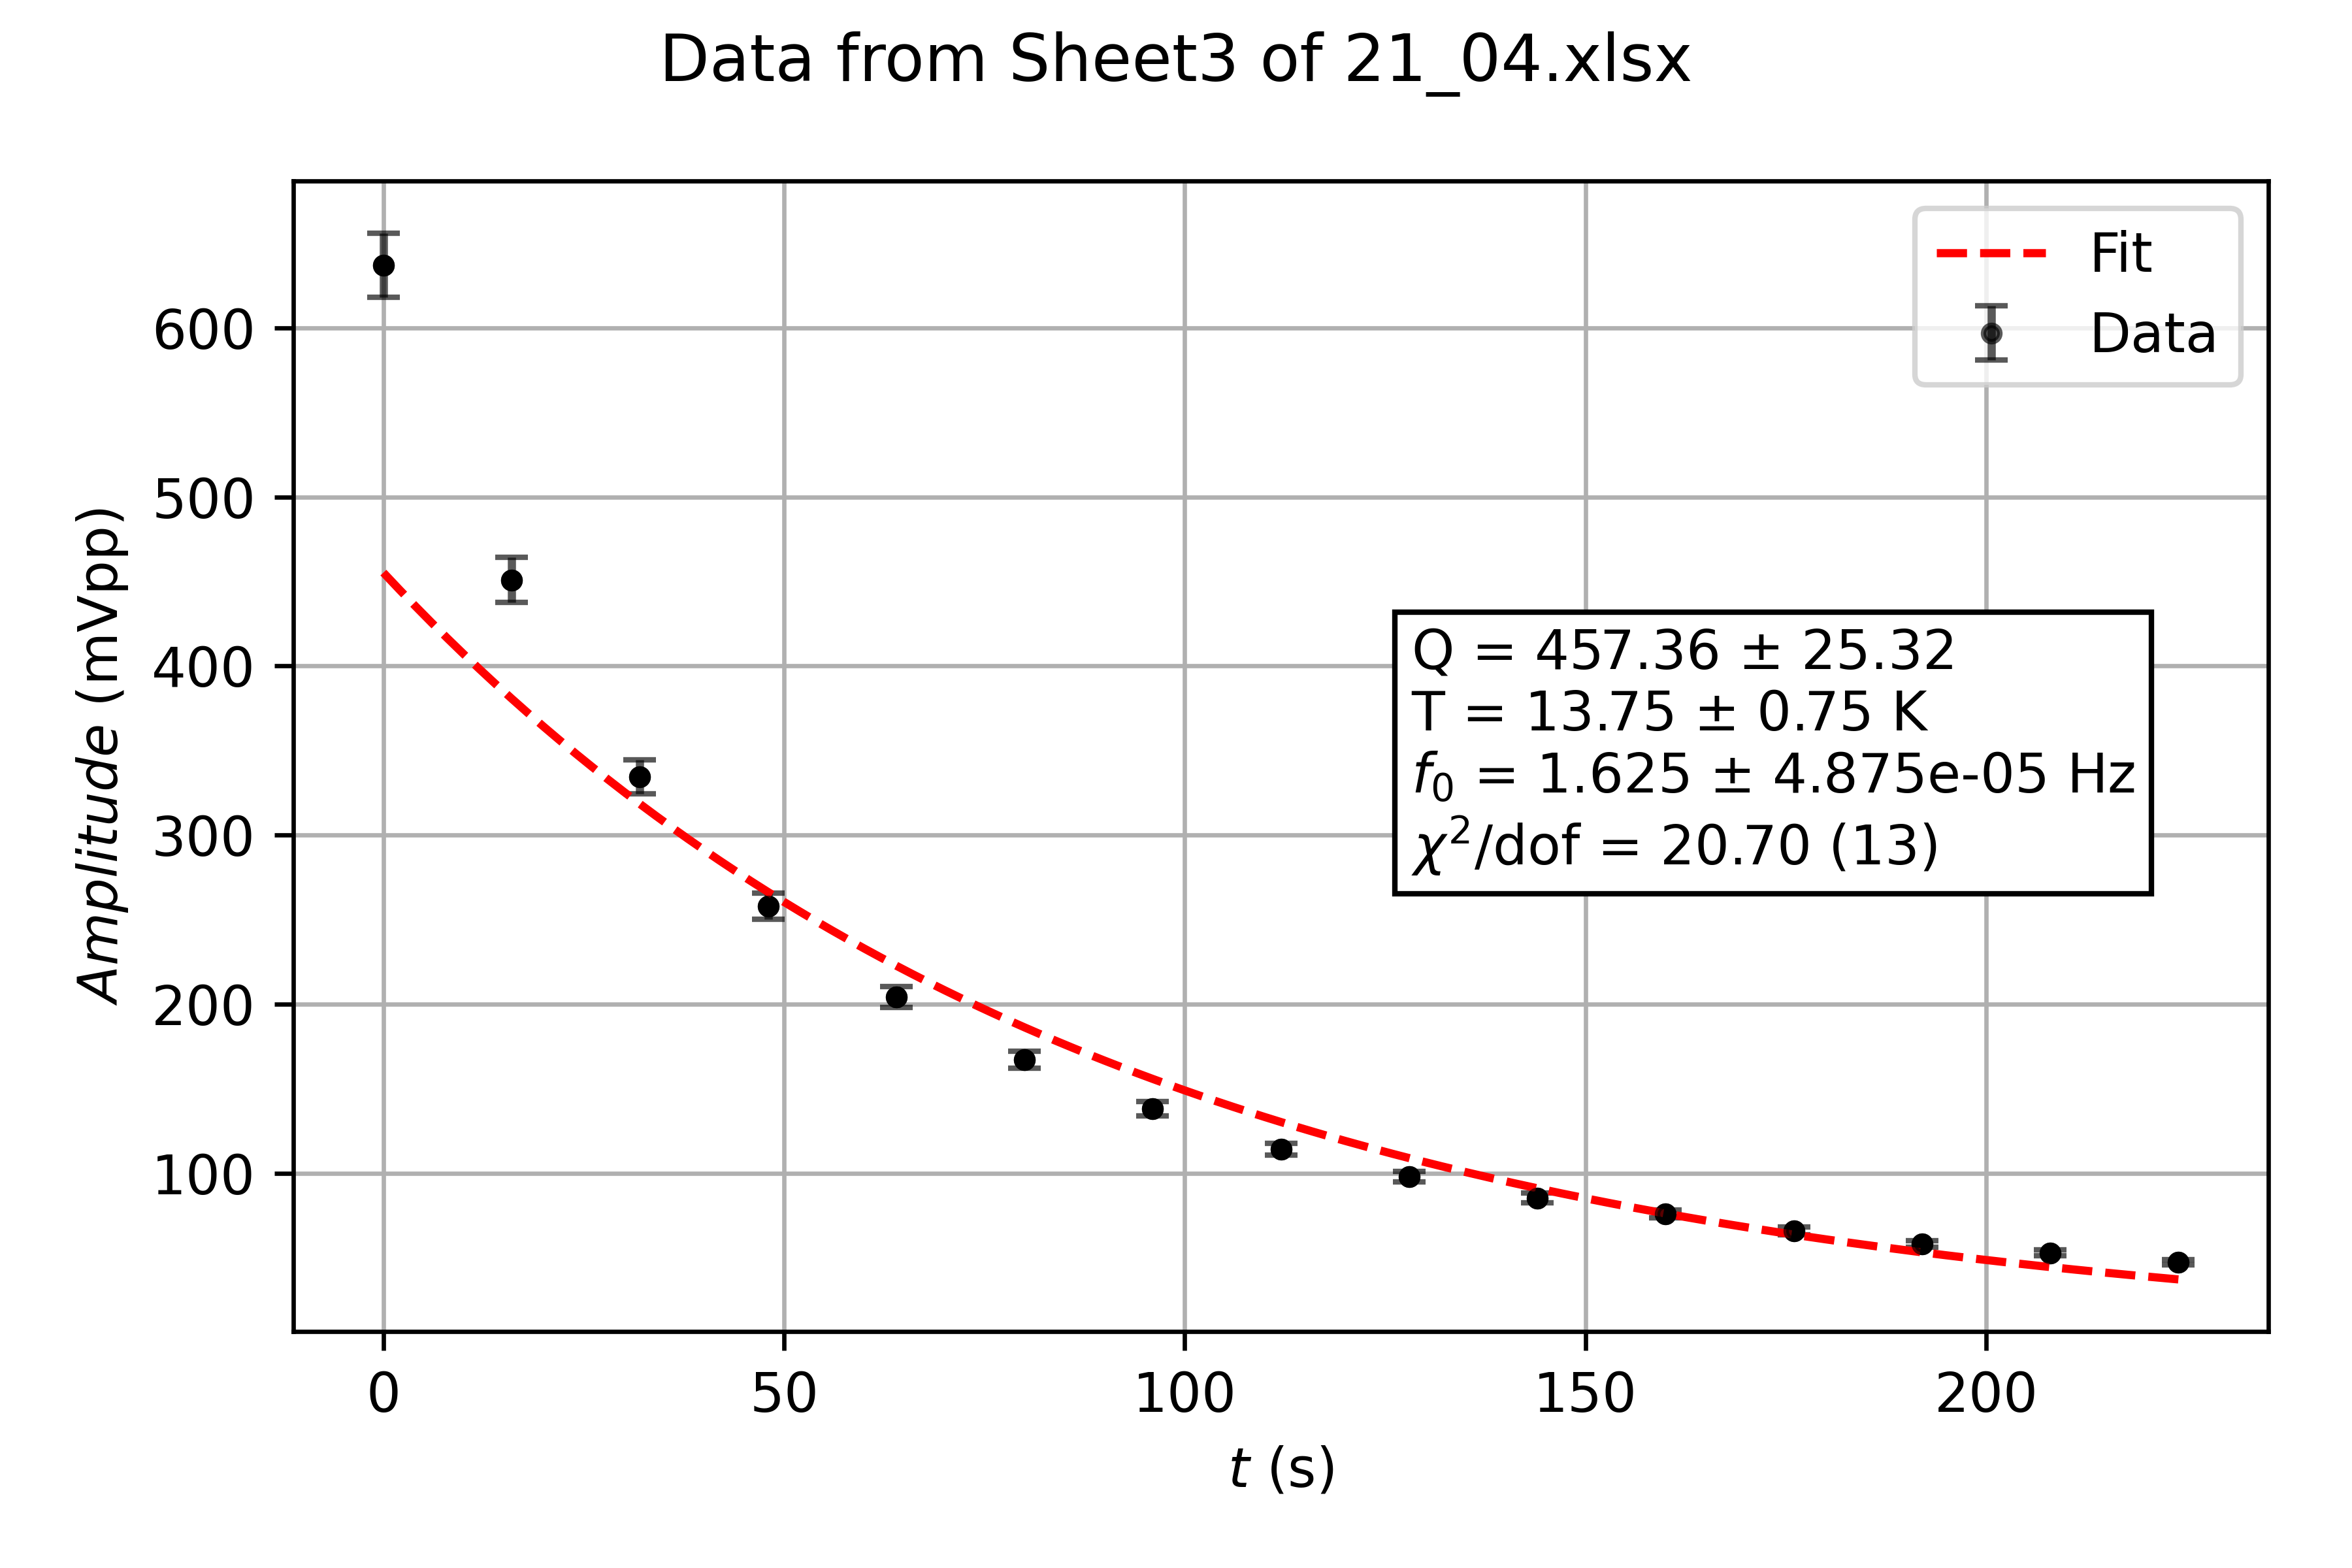 Data from Sheet3 of 21_04.xlsx
Fit
Data
600
500
400
300
200
100
Amplitude (mVpp)
Q = 457.36 ± 25.32
T = 13.75 ± 0.75 K
f₀ = 1.625 ± 4.875e-05 Hz
χ²/dof = 20.70 (13)
0 50 100 150 200
t (s)